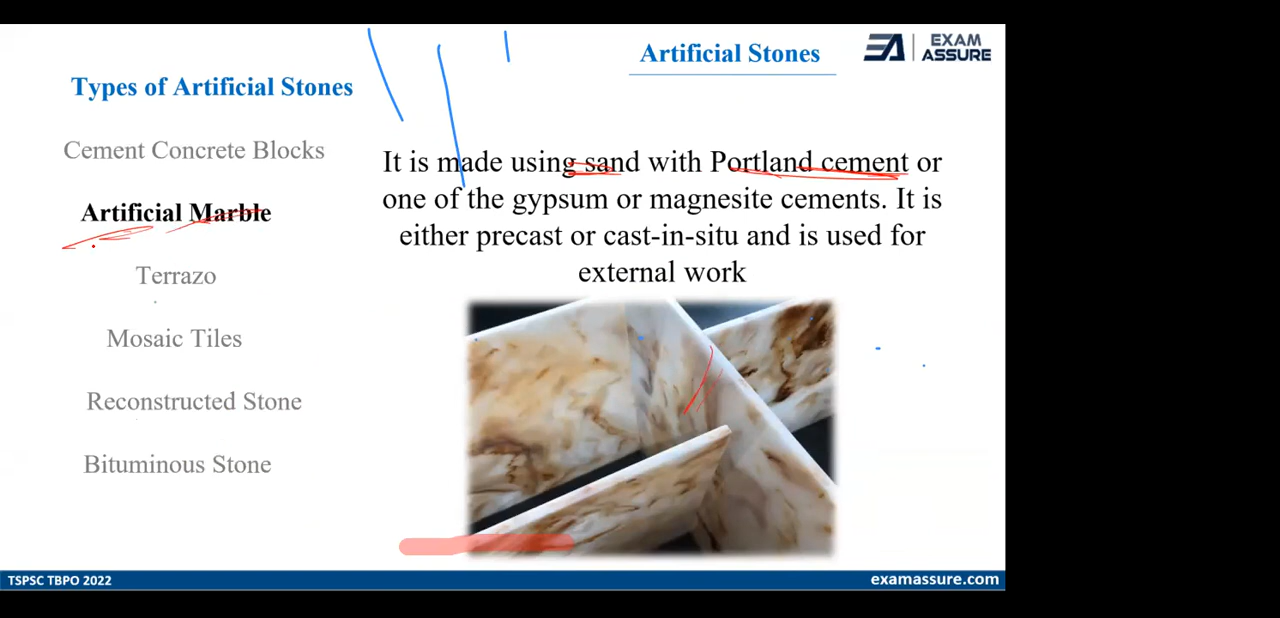 Artificial Stones
EXAM
ASSURE
Types of Artificial Stones
Cement Concrete Blocks
Artificial Marble
Terrazo
Mosaic Tiles
Reconstructed Stone
Bituminous Stone
It is made using sand with Portland cement or
one of the gypsum or magnesite cements. It is
either precast or cast-in-situ and is used for
external work
TSPSC TBPO 2022
examassure.com